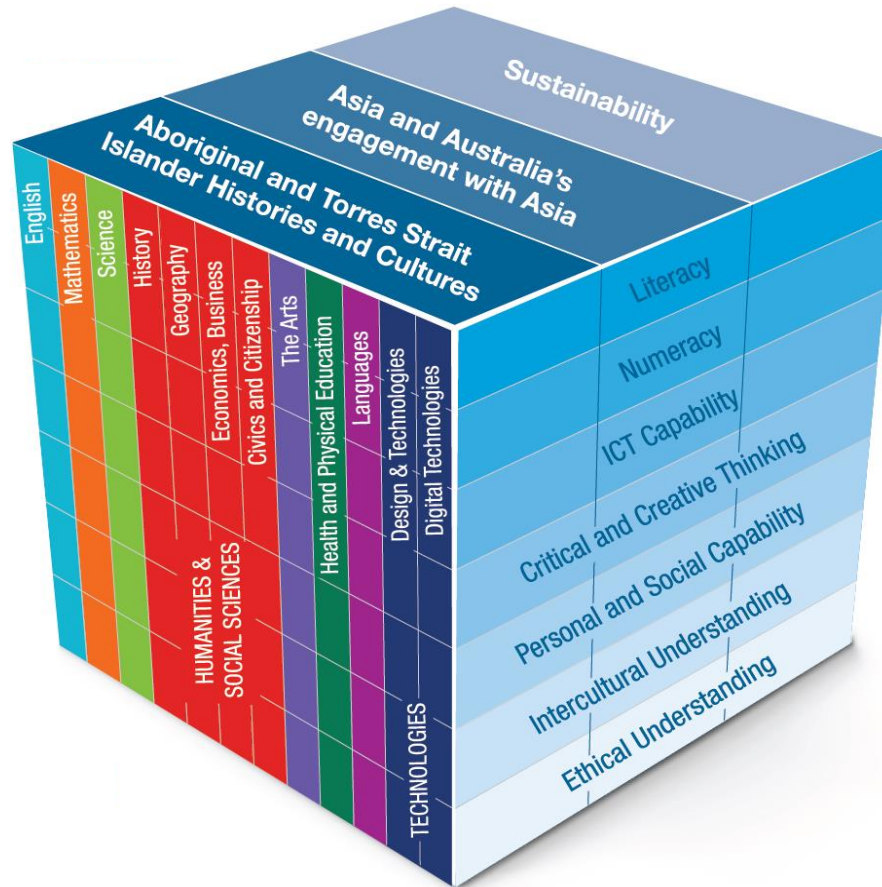 Sustainability
Asia and Australia's
engagement with Asia
Aboriginal and Torres Strait
Islander Histories and Cultures
English
Mathematics
Science
History
Geography
Economics, Business
Civics and Citizenship
HUMANITIES &
SOCIAL SCIENCES
The Arts
Health and Physical Education
Languages
Design & Technologies
Digital Technologies
TECHNOLOGIES
Literacy
Numeracy
ICT Capability
Critical and Creative Thinking
Personal and Social Capability
Intercultural Understanding
Ethical Understanding